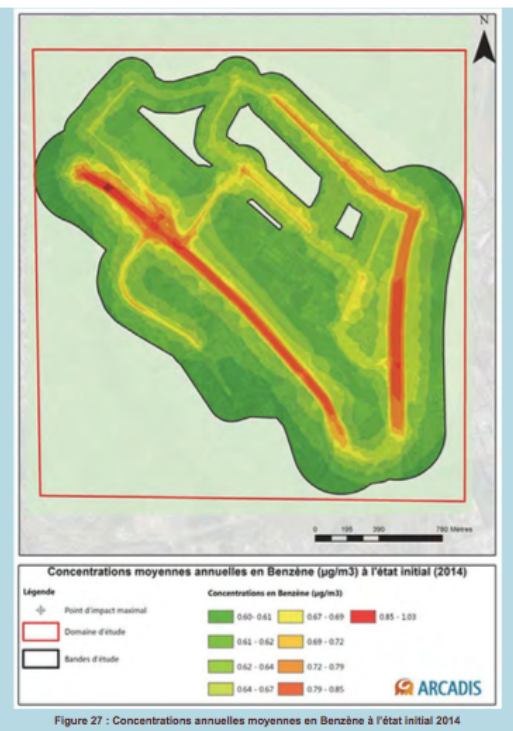 N
0 195 390 780 Mètres
Concentrations moyennes annuelles en Benzène (µg/m3) à l'état initial (2014)
Légende
Point d'impact maximal
Domaine d'étude
Bandes d'étude
Concentrations en Benzène (µg/m3)
0.60- 0.61
0.61 - 0.62
0.62 - 0.64
0.64 - 0.67
0.67 - 0.69
0.69 - 0.72
0.72 - 0.79
0.79 - 0.85
0.85 - 1.03
ARCADIS
Figure 27 : Concentrations annuelles moyennes en Benzène à l'état initial 2014